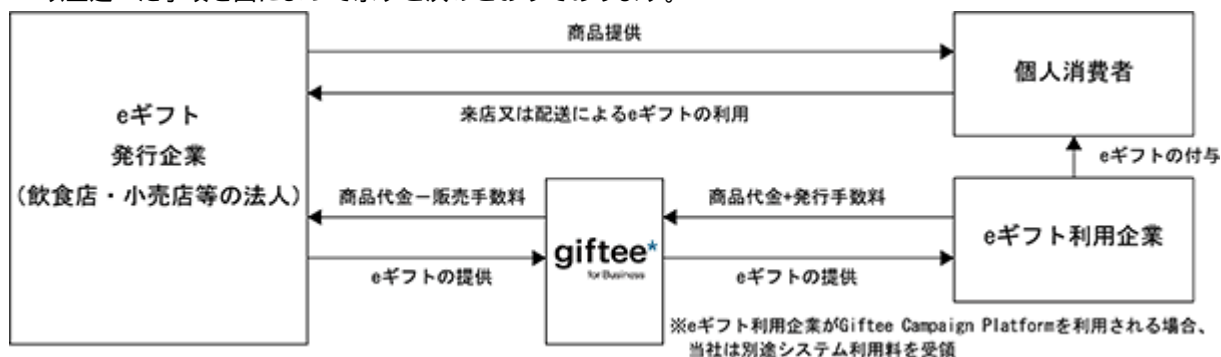 商品提供
個人消費者
来店又は配送によるeギフトの利用
eギフト
発行企業
(飲食店・小売店等の法人)
eギフトの付与
商品代金－販売手数料
商品代金+発行手数料
giftee*
for Business
eギフト利用企業
eギフトの提供
eギフトの提供
※eギフト利用企業がGiftee Campaign Platformを利用される場合、
当社は別途システム利用料を受領